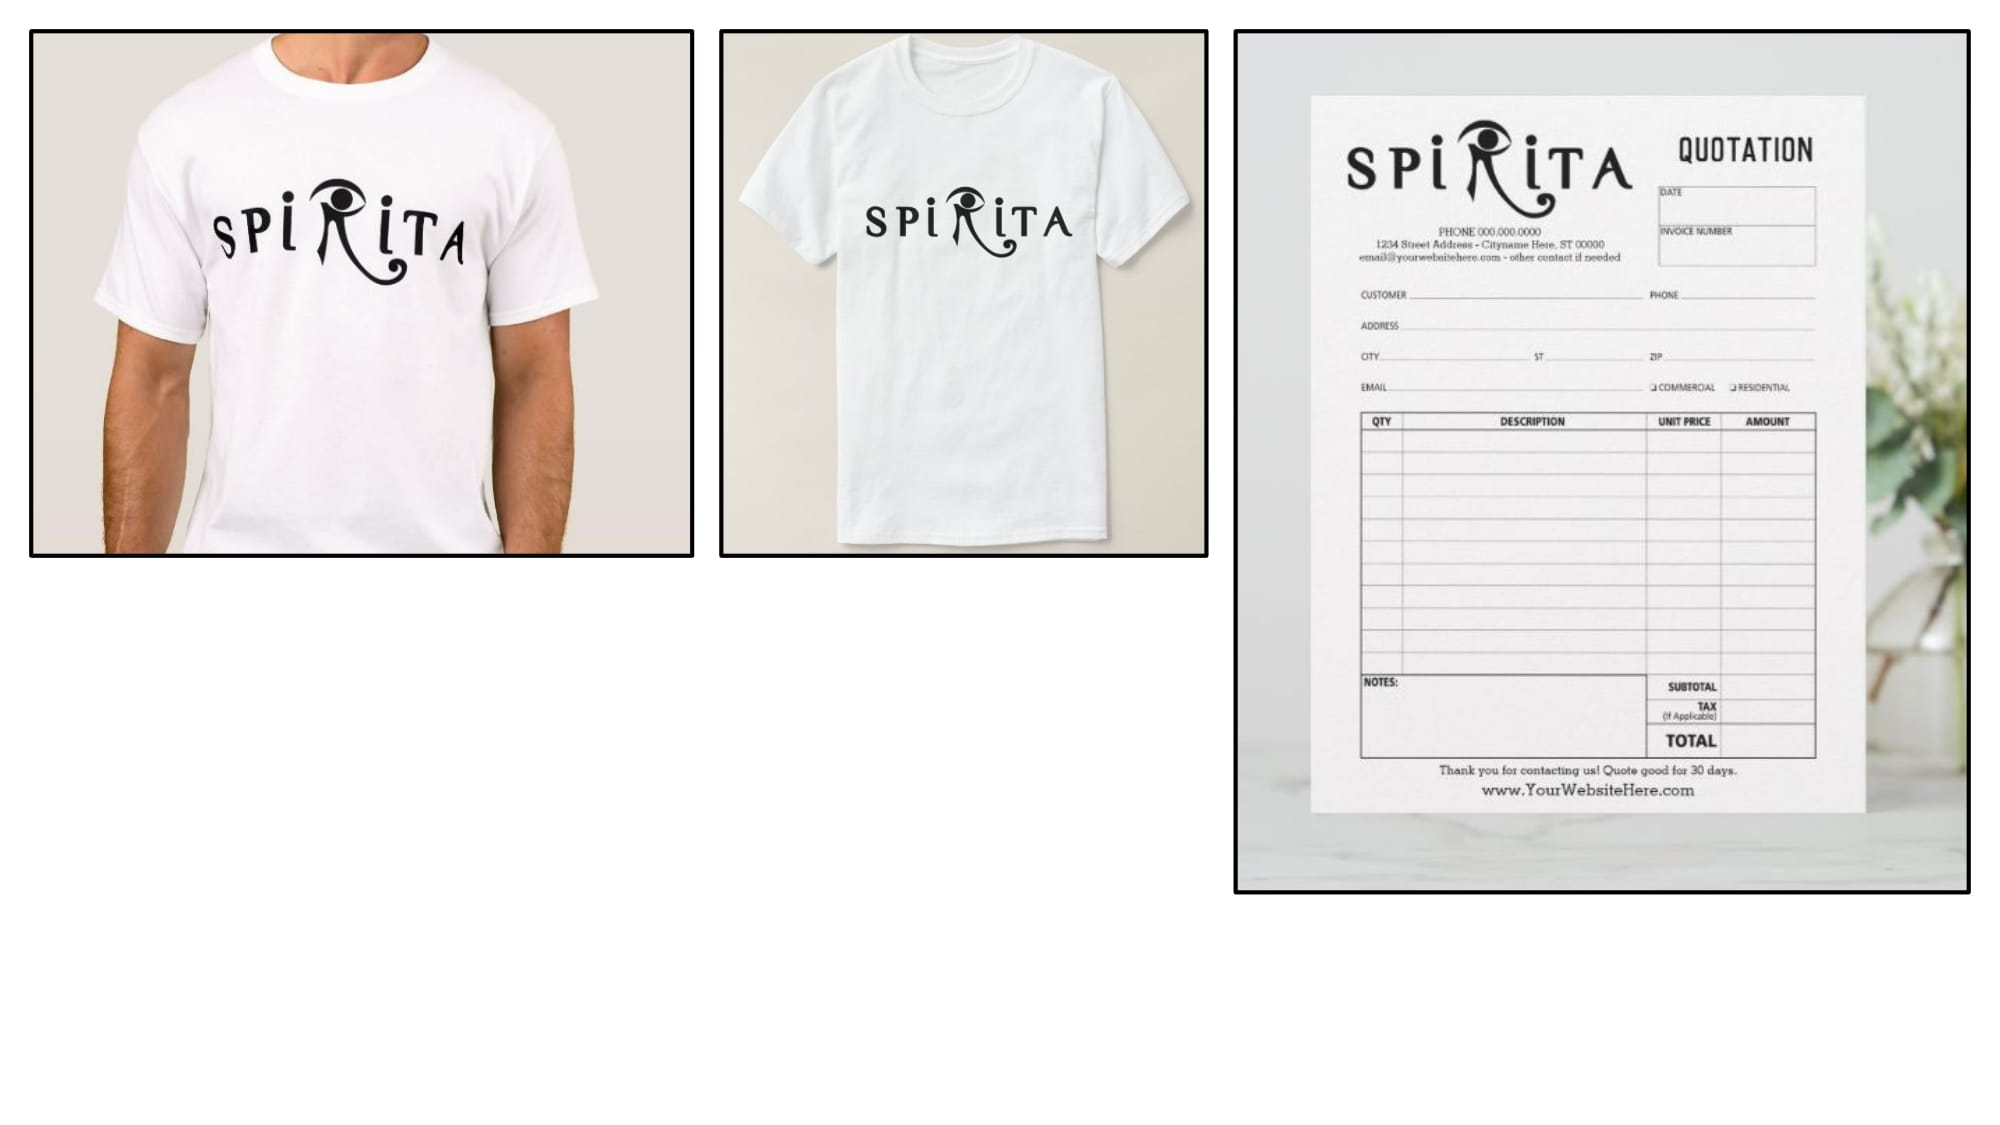 SPiRiTA
SPiRiTA
SPiRiTA
QUOTATION
DATE
INVOICE NUMBER
PHONE 000.000.0000
1234 Street Address - Cityname Here, ST 00000
email@yourwebsitehere.com - other contact if needed
CUSTOMER PHONE
ADDRESS
CITY ST ZIP
EMAIL ❏ COMMERCIAL ❏ RESIDENTIAL
QTY DESCRIPTION UNIT PRICE AMOUNT
NOTES:
SUBTOTAL
TAX
(If Applicable)
TOTAL
Thank you for contacting us! Quote good for 30 days.
www.YourWebsiteHere.com